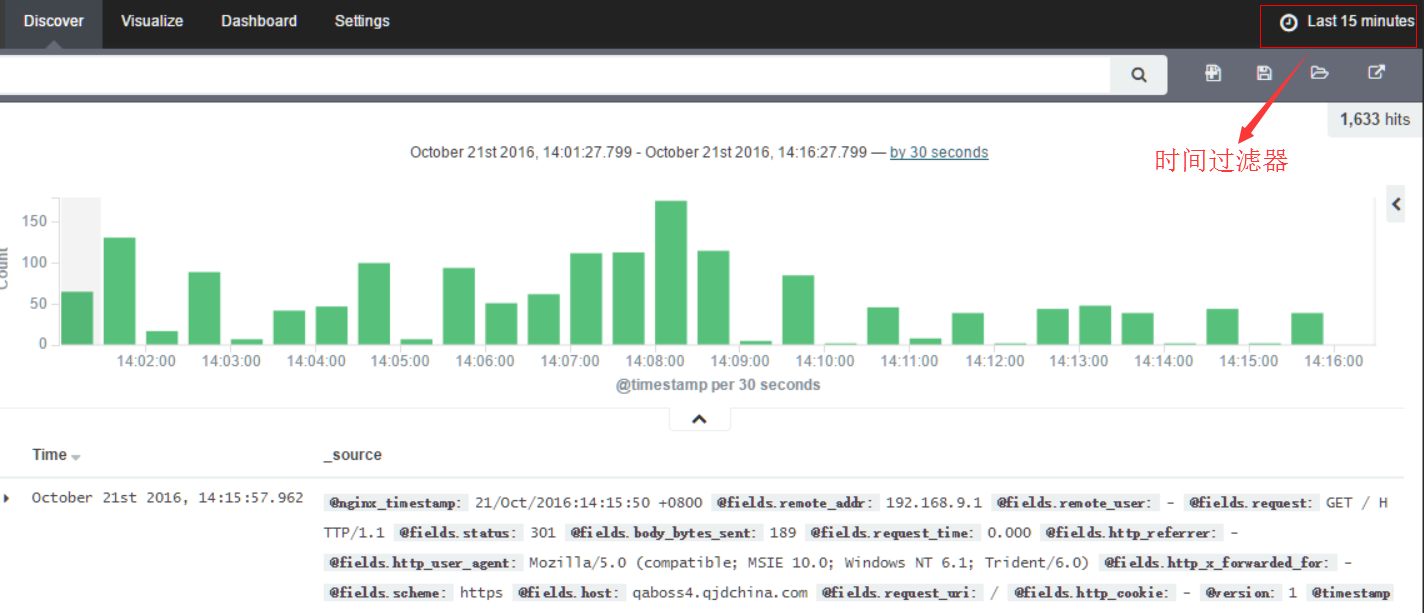 Discover Visualize Dashboard Settings Last 15 minutes
1,633 hits
October 21st 2016, 14:01:27.799 - October 21st 2016, 14:16:27.799 — by 30 seconds
时间过滤器
Count
150
100
50
0
14:02:00 14:03:00 14:04:00 14:05:00 14:06:00 14:07:00 14:08:00 14:09:00 14:10:00 14:11:00 14:12:00 14:13:00 14:14:00 14:15:00 14:16:00
@timestamp per 30 seconds
Time _source
October 21st 2016, 14:15:57.962 @nginx_timestamp: 21/Oct/2016:14:15:50 +0800 @fields.remote_addr: 192.168.9.1 @fields.remote_user: - @fields.request: GET / H
TTP/1.1 @fields.status: 301 @fields.body_bytes_sent: 189 @fields.request_time: 0.000 @fields.http_referrer: -
@fields.http_user_agent: Mozilla/5.0 (compatible; MSIE 10.0; Windows NT 6.1; Trident/6.0) @fields.http_x_forwarded_for: -
@fields.scheme: https @fields.host: qaboss4.qjdchina.com @fields.request_uri: / @fields.http_cookie: - @version: 1 @timestamp